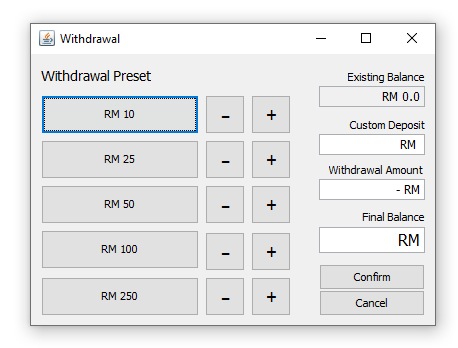 Withdrawal
Withdrawal Preset
Existing Balance
RM 10 - + RM 0.0
Custom Deposit
RM 25 - + RM
Withdrawal Amount
RM 50 - + - RM
Final Balance
RM 100 - + RM
Confirm
RM 250 - + Cancel